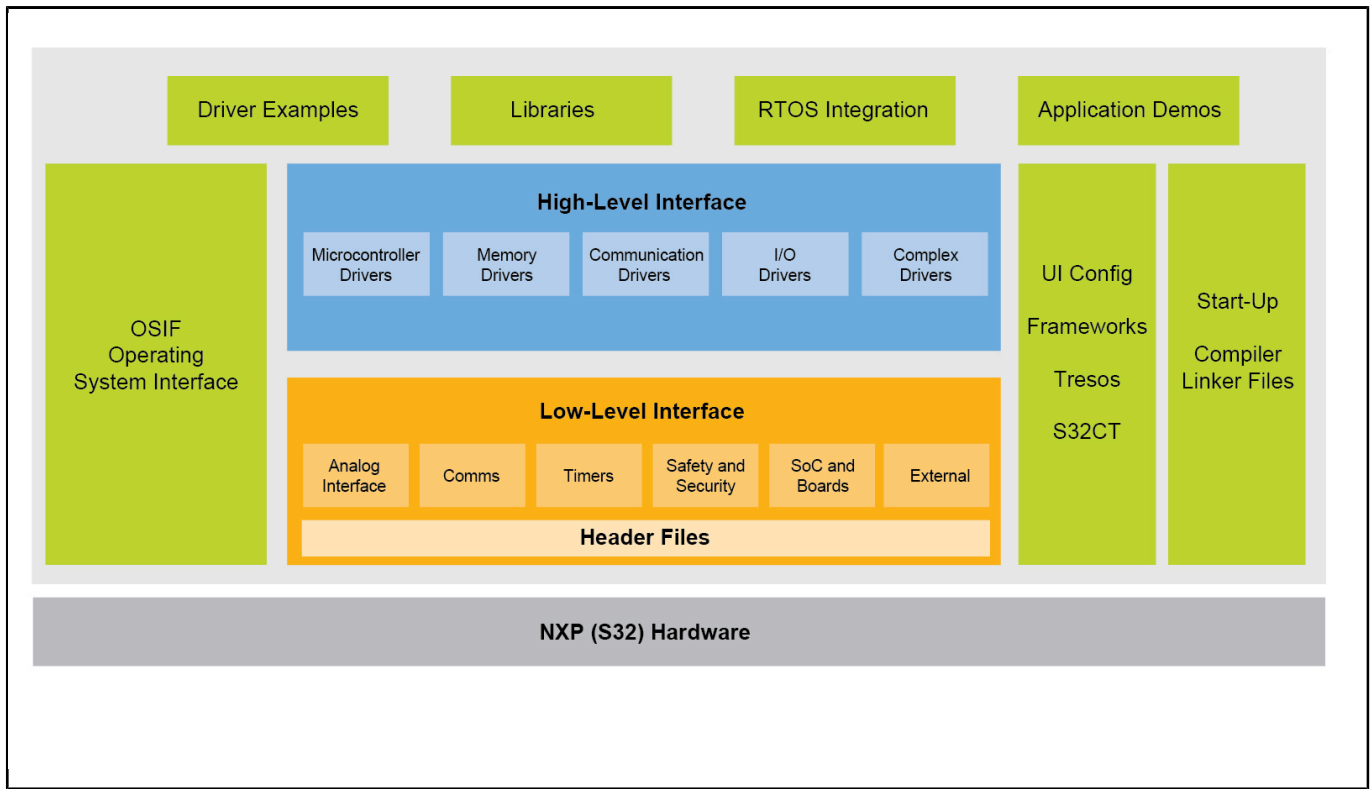 Driver Examples
Libraries
RTOS Integration
Application Demos
OSIF
Operating
System Interface
High-Level Interface
Microcontroller
Drivers
Memory
Drivers
Communication
Drivers
I/O
Drivers
Complex
Drivers
Low-Level Interface
Analog
Interface
Comms
Timers
Safety and
Security
SoC and
Boards
External
Header Files
UI Config
Frameworks
Tresos
S32CT
Start-Up
Compiler
Linker Files
NXP (S32) Hardware